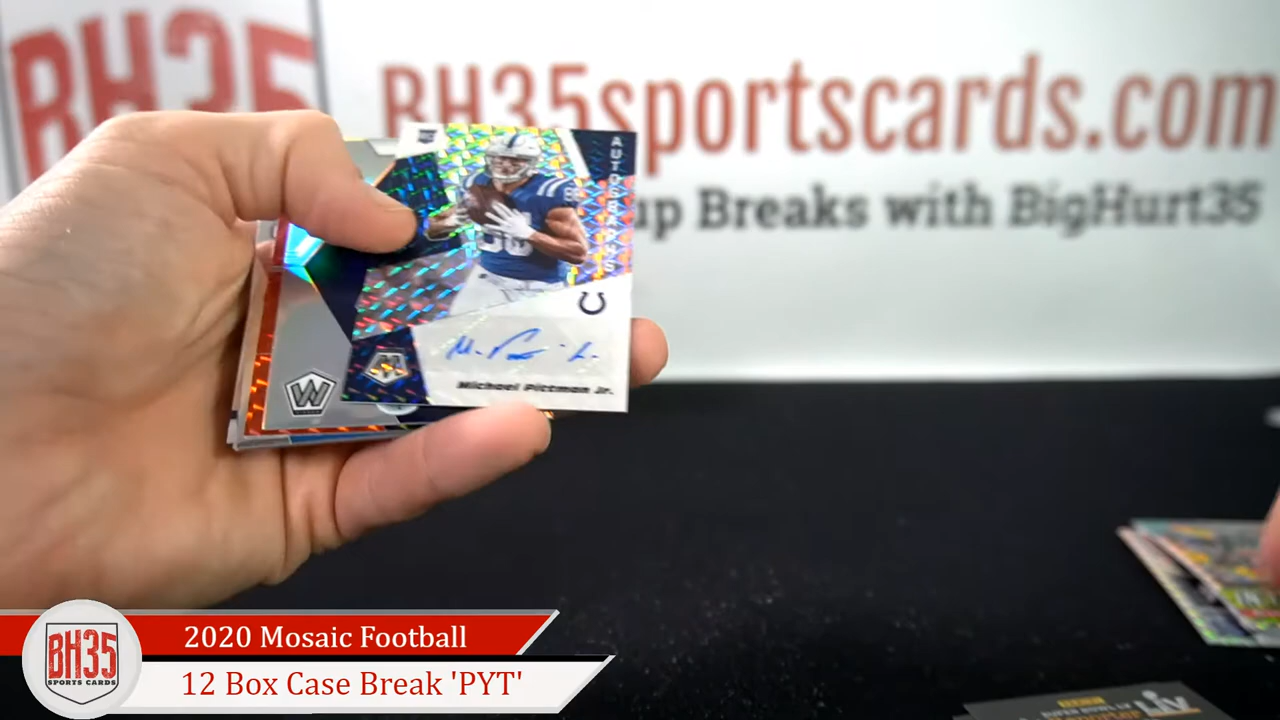 BH35
BH35sportscards.com
up Breaks with BigHurt35
AUTOGRAPHS
Michael Pittman Jr.
W
LV
BH35
SPORTS CARDS
2020 Mosaic Football
12 Box Case Break 'PYT'